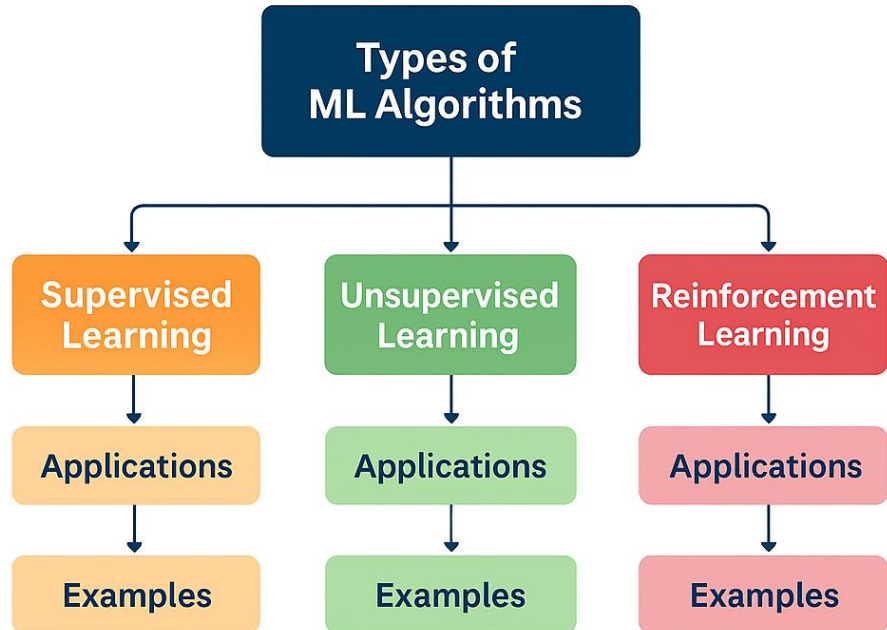 Types of
ML Algorithms
Supervised
Learning
Unsupervised
Learning
Reinforcement
Learning
Applications
Applications
Applications
Examples
Examples
Examples